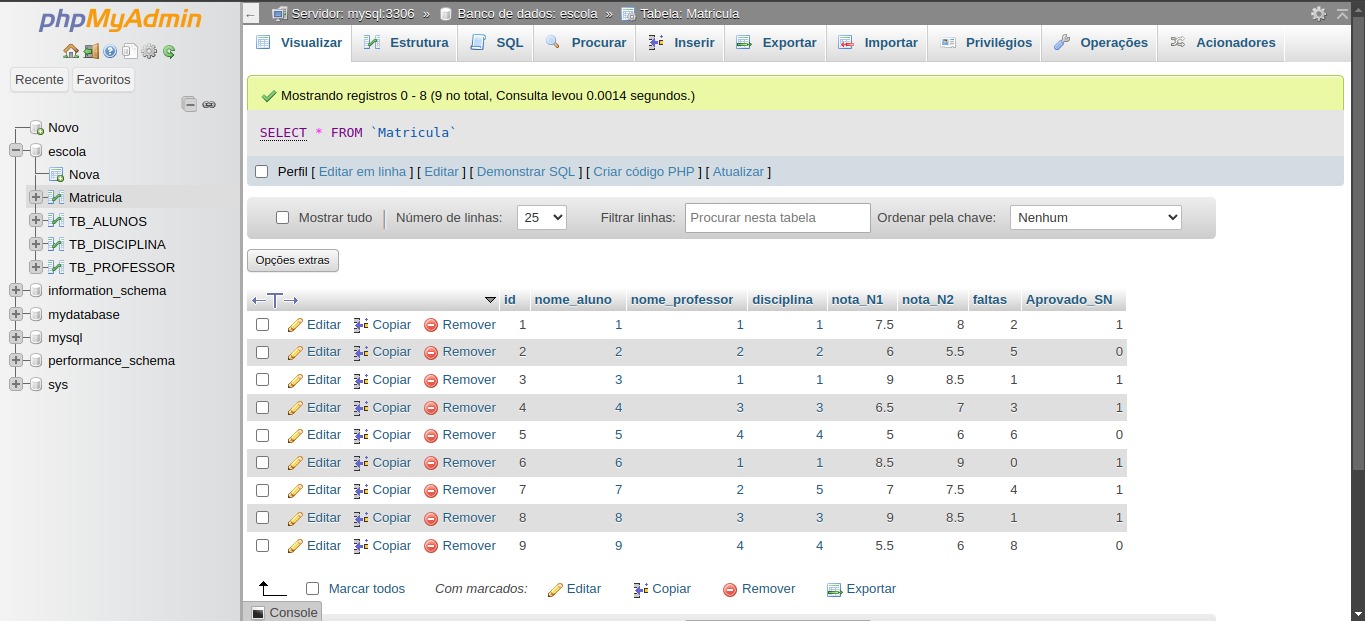 phpMyAdmin
Recente Favoritos
Novo
escola
Nova
Matricula
TB_ALUNOS
TB_DISCIPLINA
TB_PROFESSOR
information_schema
mydatabase
mysql
performance_schema
sys
Servidor: mysql:3306 » Banco de dados: escola » Tabela: Matricula
Visualizar Estrutura SQL Procurar Inserir Exportar Importar Privilégios Operações Acionadores
Mostrando registros 0 - 8 (9 no total, Consulta levou 0.0014 segundos.)
SELECT * FROM `Matricula`
Perfil [ Editar em linha ] [ Editar ] [ Demonstrar SQL ] [ Criar código PHP ] [ Atualizar ]
Mostrar tudo Número de linhas: 25 Filtrar linhas: Procurar nesta tabela Ordenar pela chave: Nenhum
Opções extras
←T→ id nome_aluno nome_professor disciplina nota_N1 nota_N2 faltas Aprovado_SN
Editar Copiar Remover 1 1 1 1 7.5 8 2 1
Editar Copiar Remover 2 2 2 2 6 5.5 5 0
Editar Copiar Remover 3 3 1 1 9 8.5 1 1
Editar Copiar Remover 4 4 3 3 6.5 7 3 1
Editar Copiar Remover 5 5 4 4 5 6 6 0
Editar Copiar Remover 6 6 1 1 8.5 9 0 1
Editar Copiar Remover 7 7 2 5 7 7.5 4 1
Editar Copiar Remover 8 8 3 3 9 8.5 1 1
Editar Copiar Remover 9 9 4 4 5.5 6 8 0
Marcar todos Com marcados: Editar Copiar Remover Exportar
Console